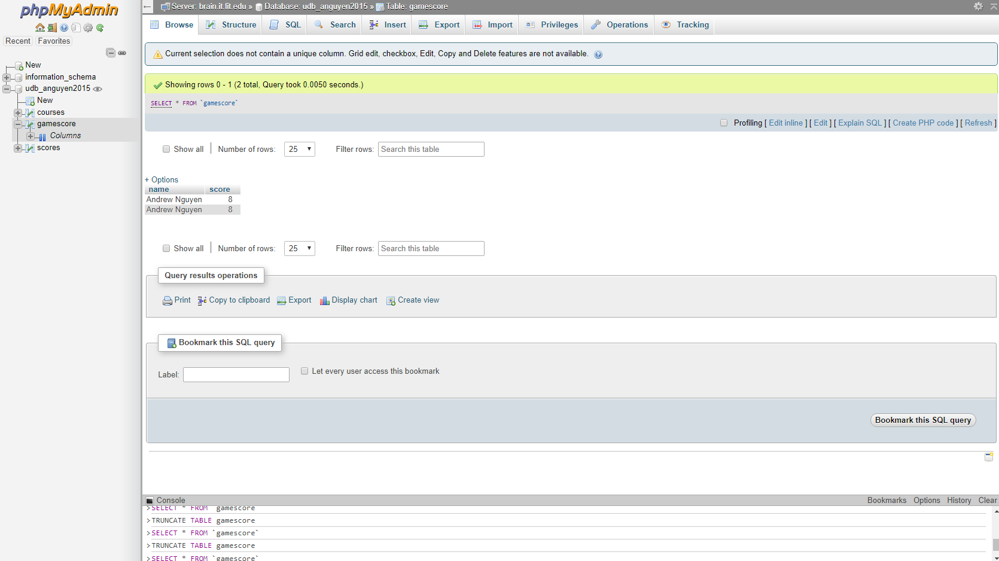 phpMyAdmin
Recent Favorites
New
information_schema
udb_anguyen2015
New
courses
gamescore
Columns
scores
Server: brain.it.fit.edu » Database: udb_anguyen2015 » Table: gamescore
Browse Structure SQL Search Insert Export Import Privileges Operations Tracking
Current selection does not contain a unique column. Grid edit, checkbox, Edit, Copy and Delete features are not available.
Showing rows 0 - 1 (2 total, Query took 0.0050 seconds.)
SELECT * FROM `gamescore`
Profiling [ Edit inline ] [ Edit ] [ Explain SQL ] [ Create PHP code ] [ Refresh ]
Show all | Number of rows: 25 Filter rows: Search this table
+ Options
name score
Andrew Nguyen 8
Andrew Nguyen 8
Show all | Number of rows: 25 Filter rows: Search this table
Query results operations
Print Copy to clipboard Export Display chart Create view
Bookmark this SQL query
Label: Let every user access this bookmark
Bookmark this SQL query
Console Bookmarks Options History Clear
>SELECT * FROM `gamescore`
>TRUNCATE TABLE gamescore
>SELECT * FROM `gamescore`
>TRUNCATE TABLE gamescore
>SELECT * FROM `gamescore`